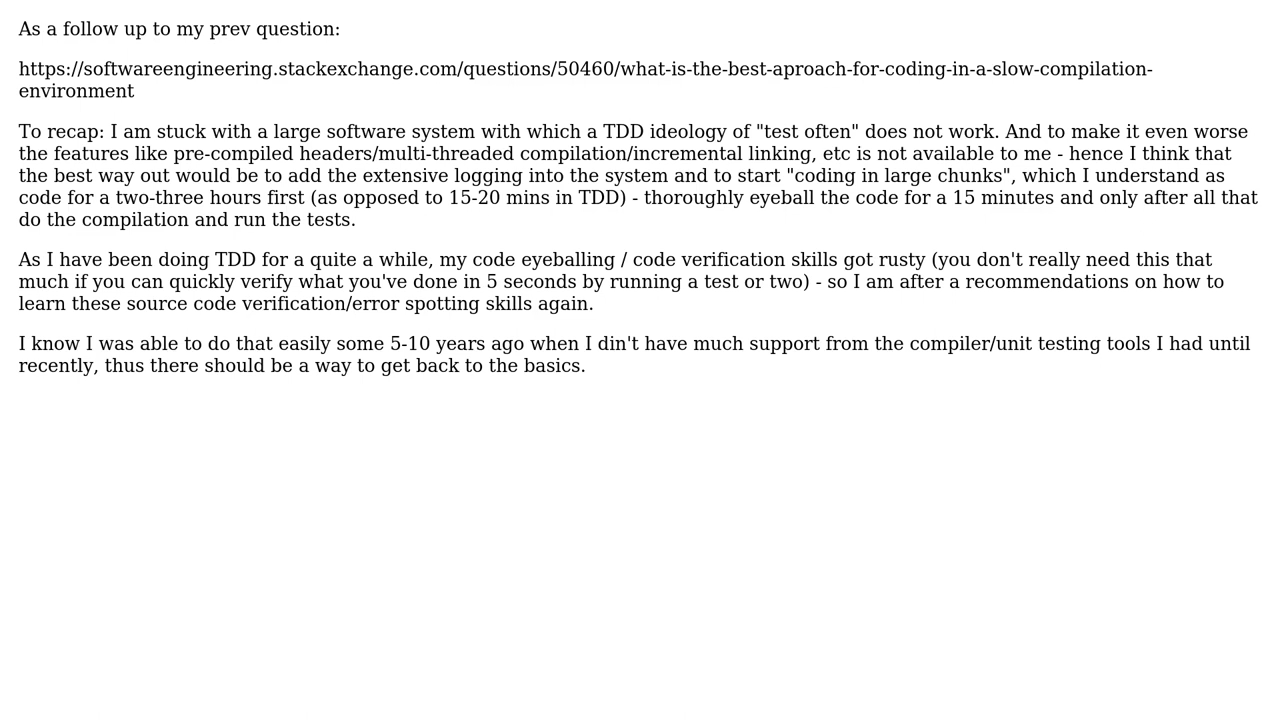 As a follow up to my prev question:
https://softwareengineering.stackexchange.com/questions/50460/what-is-the-best-aproach-for-coding-in-a-slow-compilation-
environment
To recap: I am stuck with a large software system with which a TDD ideology of "test often" does not work. And to make it even worse
the features like pre-compiled headers/multi-threaded compilation/incremental linking, etc is not available to me - hence I think that
the best way out would be to add the extensive logging into the system and to start "coding in large chunks", which I understand as
code for a two-three hours first (as opposed to 15-20 mins in TDD) - thoroughly eyeball the code for a 15 minutes and only after all that
do the compilation and run the tests.
As I have been doing TDD for a quite a while, my code eyeballing / code verification skills got rusty (you don't really need this that
much if you can quickly verify what you've done in 5 seconds by running a test or two) - so I am after a recommendations on how to
learn these source code verification/error spotting skills again.
I know I was able to do that easily some 5-10 years ago when I din't have much support from the compiler/unit testing tools I had until
recently, thus there should be a way to get back to the basics.